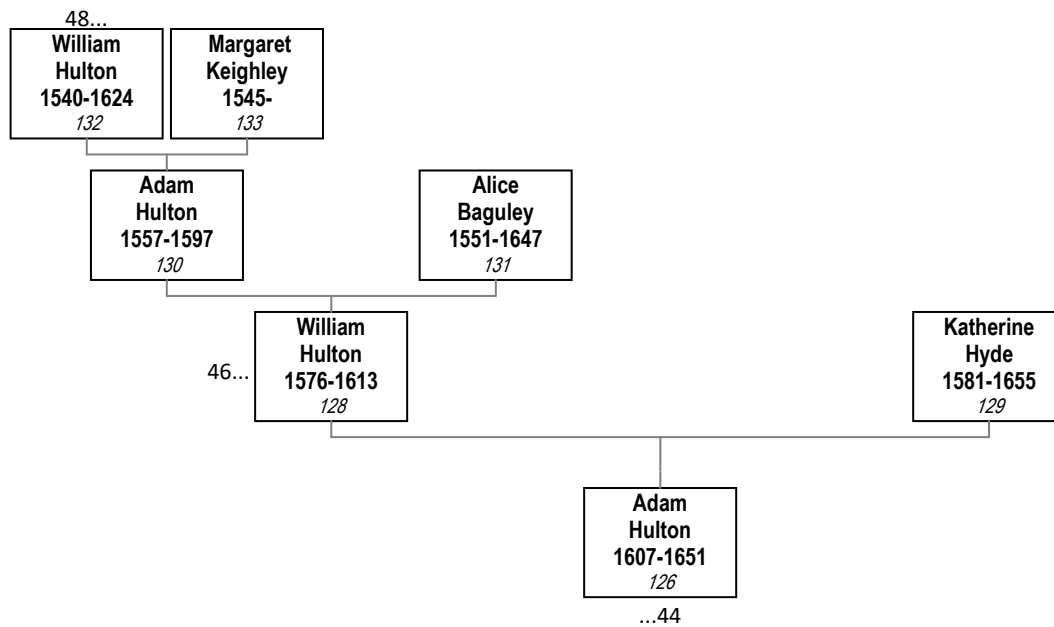 48...
William
Hulton
1540-1624
132
Margaret
Keighley
1545-
133
Adam
Hulton
1557-1597
130
Alice
Baguley
1551-1647
131
46...
William
Hulton
1576-1613
128
Katherine
Hyde
1581-1655
129
Adam
Hulton
1607-1651
126
...44